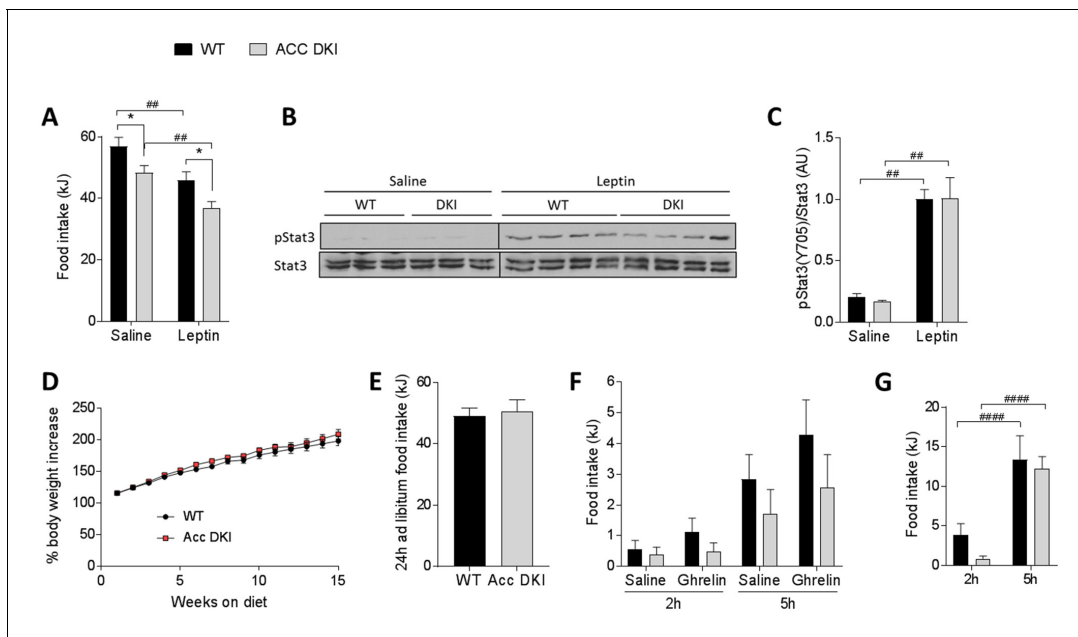 WT ACC DKI
A
Food intake (kJ)
60
40
20
0
##
*
##
*
Saline Leptin
B
Saline Leptin
WT DKI WT DKI
pStat3
Stat3
C
pStat3(Y705)/Stat3 (AU)
1.5
1.0
0.5
0.0
##
##
Saline Leptin
D
% body weight increase
250
200
150
100
50
0
WT
Acc DKI
0 5 10 15
Weeks on diet
E
24h ad libitum food intake (kJ)
60
40
20
0
WT Acc DKI
F
Food intake (kJ)
6
5
4
3
2
1
0
Saline Ghrelin Saline Ghrelin
2h 5h
G
Food intake (kJ)
20
15
10
5
0
####
####
2h 5h